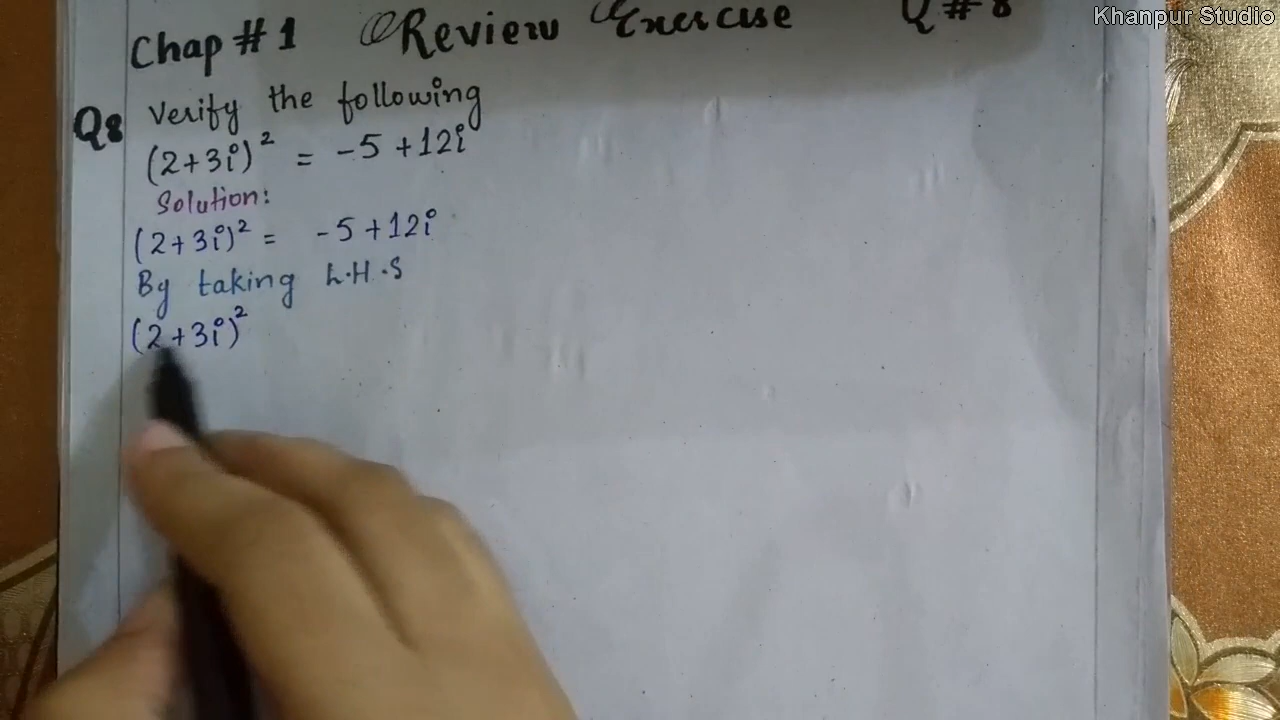 Khanpur Studio
Chap # 1 Review Exercise Q # 8
Q8 Verify the following
(2+3i)² = -5 +12i
Solution:
(2+3i)² = -5 +12i
By taking L.H.S
(2+3i)²